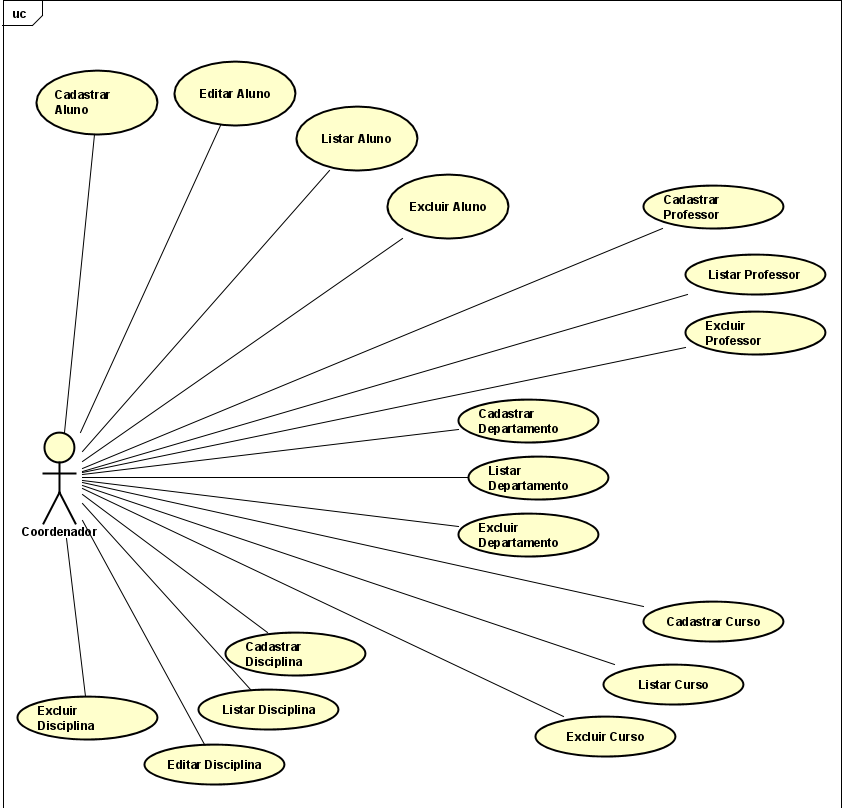 uc
Cadastrar
Aluno
Editar Aluno
Listar Aluno
Excluir Aluno
Cadastrar
Professor
Listar Professor
Excluir
Professor
Cadastrar
Departamento
Listar
Departamento
Excluir
Departamento
Coordenador
Cadastrar Curso
Cadastrar
Disciplina
Listar Curso
Excluir
Disciplina
Listar Disciplina
Excluir Curso
Editar Disciplina